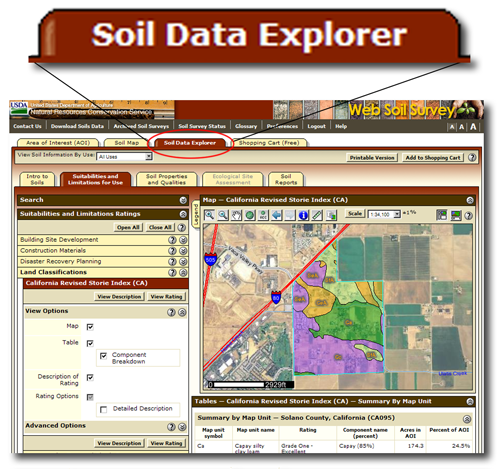 Soil Data Explorer
USDA United States Department of Agriculture
Natural Resources Conservation Service
Web Soil Survey
Contact Us Download Soils Data Archived Soil Surveys Soil Survey Status Glossary Preferences Logout Help A A A
Area of Interest (AOI) Soil Map Soil Data Explorer Shopping Cart (Free)
View Soil Information By Use: All Uses Printable Version Add to Shopping Cart ?
Intro to Soils Suitabilities and Limitations for Use Soil Properties and Qualities Ecological Site Assessment Soil Reports
Search
Suitabilities and Limitations Ratings
Open All Close All ?
Building Site Development ?
Construction Materials ?
Disaster Recovery Planning ?
Land Classifications ?
California Revised Storie Index (CA)
View Description View Rating
View Options ?
Map
Table
Component Breakdown
Description of Rating
Rating Options
Detailed Description
Advanced Options ?
View Description View Rating
Map — California Revised Storie Index (CA)
Legend
Scale 1:34,100
505
80
2929ft
Tables — California Revised Storie Index (CA) — Summary By Map Unit
Summary by Map Unit — Solano County, California (CA095)
Map unit symbol Map unit name Rating Component name (percent) Acres in AOI Percent of AOI
Ca Capay silty clay loam Grade One - Excellent Capay (85%) 174.3 24.5%